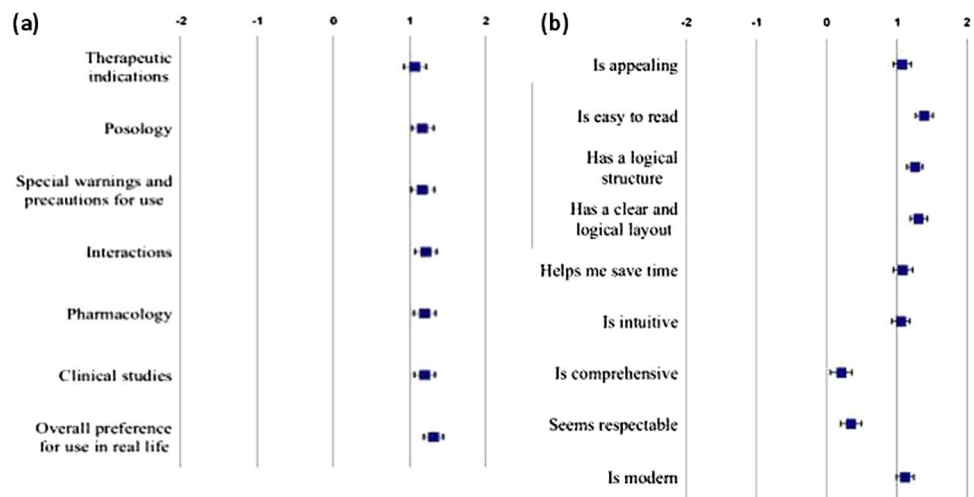 (a)
-2 -1 0 1 2
Therapeutic
indications
Posology
Special warnings and
precautions for use
Interactions
Pharmacology
Clinical studies
Overall preference
for use in real life
(b)
-2 -1 0 1 2
Is appealing
Is easy to read
Has a logical
structure
Has a clear and
logical layout
Helps me save time
Is intuitive
Is comprehensive
Seems respectable
Is modern